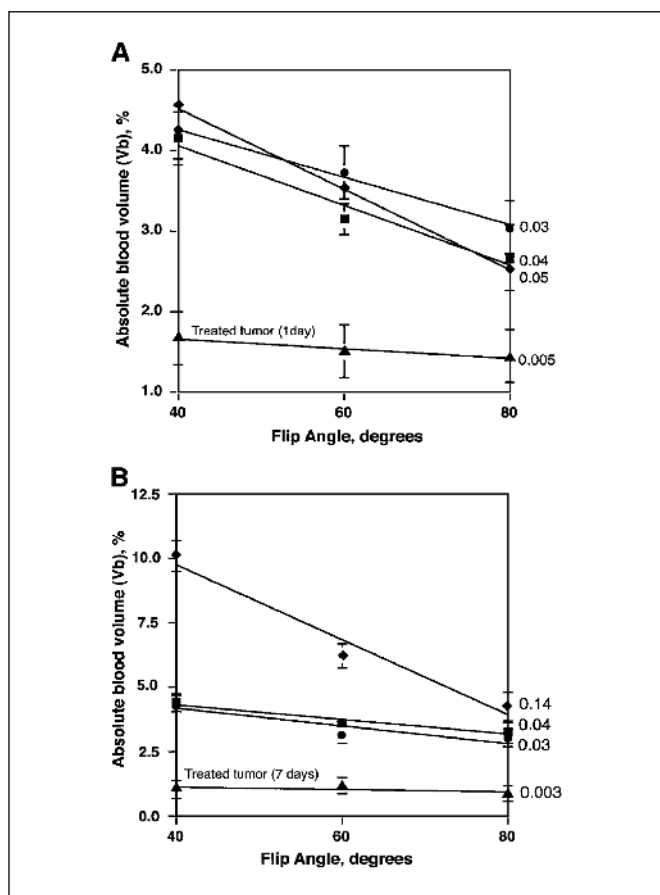 A
Absolute blood volume (Vb), %
5.0
4.0
3.0
2.0
1.0
0.03
0.04
0.05
Treated tumor (1day)
0.005
40 60 80
Flip Angle, degrees
B
Absolute blood volume (Vb), %
12.5
10.0
7.5
5.0
2.5
0.0
0.14
0.04
0.03
Treated tumor (7 days)
0.003
40 60 80
Flip Angle, degrees